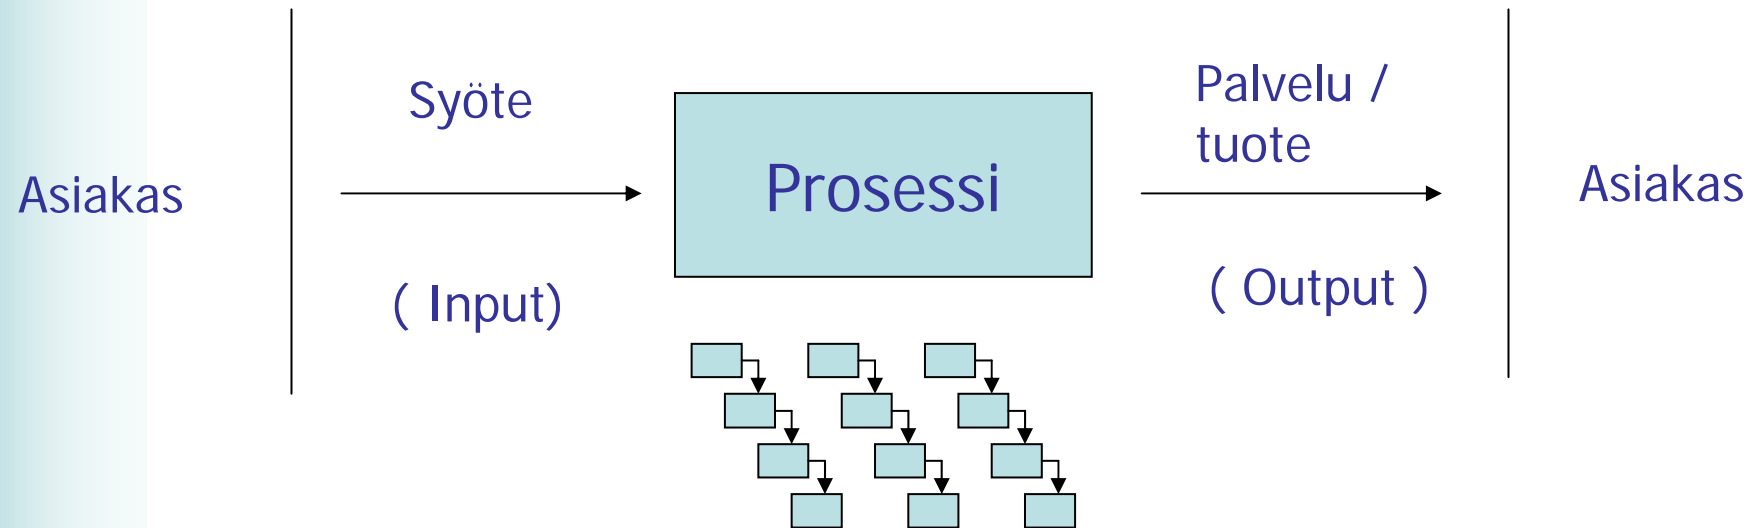 Asiakas
Syöte
( Input)
Prosessi
Palvelu /
tuote
( Output )
Asiakas